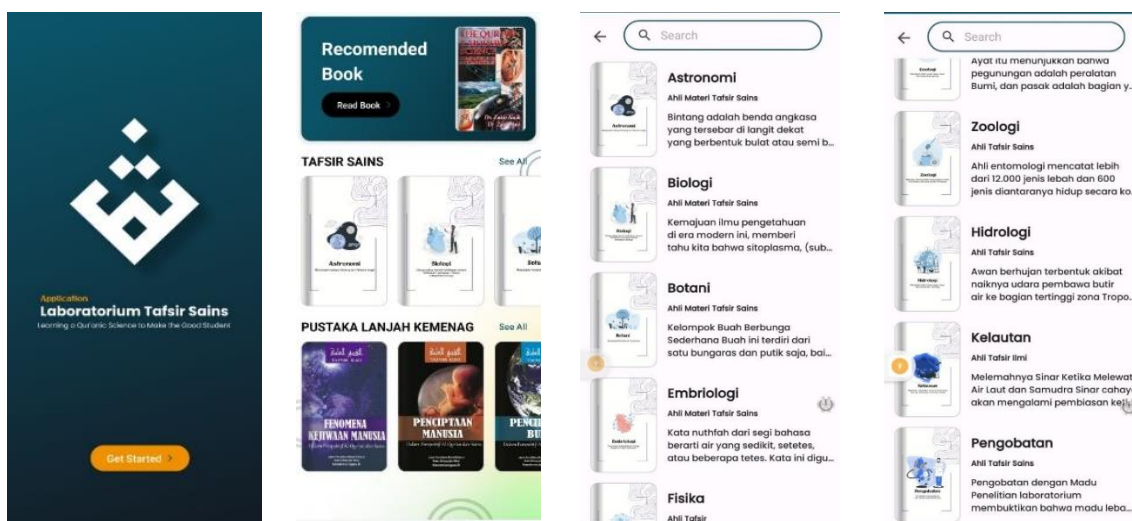 Application
Laboratorium Tafsir Sains
Learning a Qur'anic Science to Make the Good Student
Get Started >
Recomended
Book
Read Book >
TAFSIR SAINS
See All
Astronomi
Biologi
PUSTAKA LANJAH KEMENAG
See All
FENOMENA
KEJIWAAN MANUSIA
PENCIPTAAN
MANUSIA
Search
Astronomi
Ahli Materi Tafsir Sains
Bintang adalah benda angkasa
yang tersebar di langit dekat
yang berbentuk bulat atau semi b...
Biologi
Ahli Materi Tafsir Sains
Kemajuan ilmu pengetahuan
di era modern ini, memberi
tahu kita bahwa sitoplasma, (sub...
Botani
Ahli Materi Tafsir Sains
Kelompok Buah Berbunga
Sederhana Buah ini terdiri dari
satu bungaras dan putik saja, bai...
Embriologi
Ahli Materi Tafsir Sains
Kata nuthfah dari segi bahasa
berarti air yang sedikit, setetes,
atau beberapa tetes. Kata ini digu...
Fisika
Ahli Tafsir
Search
Ayat itu menunjukkan bahwa
pegunungan adalah peralatan
Bumi, dan pasak adalah bagian y...
Zoologi
Ahli Tafsir Sains
Ahli entomologi mencatat lebih
dari 12.000 jenis lebah dan 600
jenis diantaranya hidup secara ko.
Hidrologi
Ahli Tafsir Sains
Awan berhujan terbentuk akibat
naiknya udara pembawa butir
air ke bagian tertinggi zona Tropo.
Kelautan
Ahli Tafsir Ilmi
Melemahnya Sinar Ketika Melewat
Air Laut dan Samudra Sinar cahay
akan mengalami pembiasan
Pengobatan
Ahli Tafsir Sains
Pengobatan dengan Madu
Penelitian laboratorium
membuktikan bahwa madu leba...